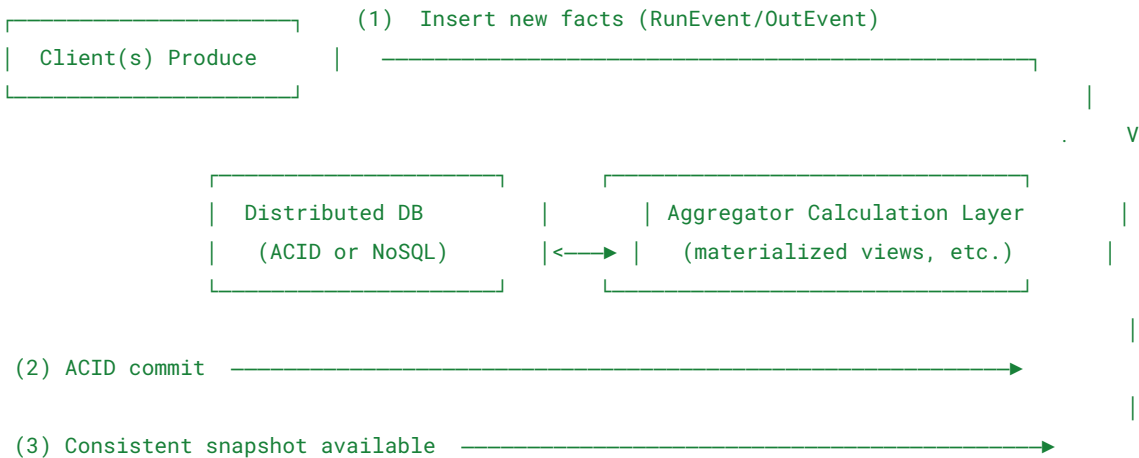 (1) Insert new facts (RunEvent/OutEvent)
Client(s) Produce
V
Distributed DB
Aggregator Calculation Layer
(ACID or NoSQL)
(materialized views, etc.)
(2) ACID commit
(3) Consistent snapshot available